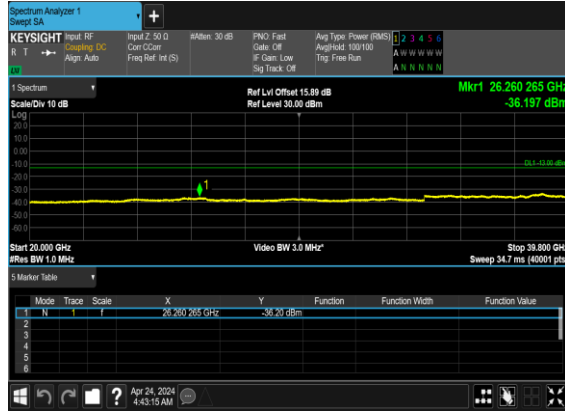 Spectrum Analyzer 1
Swept SA
KEYSIGHT Input: RF Input Z: 50 Ω #Atten: 30 dB PNO: Fast Avg Type: Power (RMS) 1 2 3 4 5 6
R T Coupling: DC Corr CCorr Gate: Off Avg|Hold: 100/100 A W W W W W
Align: Auto Freq Ref: Int (S) IF Gain: Low Trig: Free Run
Sig Track: Off A N N N N N
LV
1 Spectrum Ref Lvl Offset 15.89 dB Mkr1 26.260 265 GHz
Scale/Div 10 dB Ref Level 30.00 dBm -36.197 dBm
Log
20.0
10.0
0.00
-10.0
DL1 -13.00 dBm
-20.0
-30.0
1
-40.0
-50.0
-60.0
Start 20.000 GHz Video BW 3.0 MHz* Stop 39.800 GHz
#Res BW 1.0 MHz Sweep 34.7 ms (40001 pts
5 Marker Table
Mode Trace Scale X Y Function Function Width Function Value
1 N 1 f 26.260 265 GHz -36.20 dBm
2
3
4
5
6
? Apr 24, 2024
4:43:15 AM